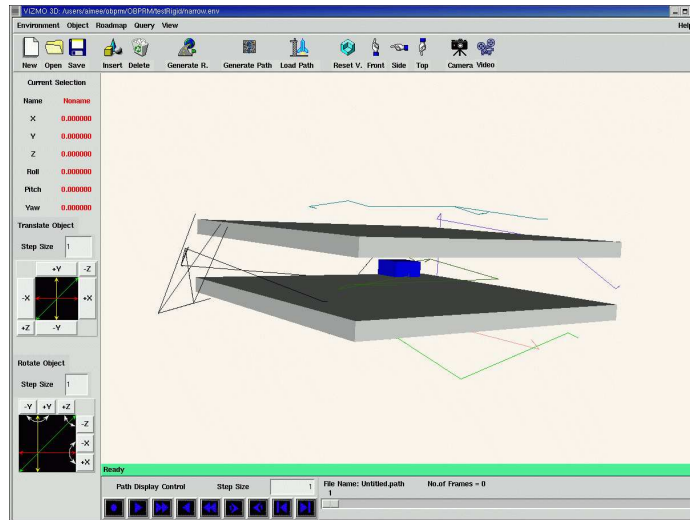 VIZMO 3D: /users/aimee/obprm/OBPRM/testRigid/narrow.env
Environment Object Roadmap Query View Help
New Open Save Insert Delete Generate R. Generate Path Load Path Reset V. Front Side Top Camera Video
Current Selection
Name Noname
X 0.000000
Y 0.000000
Z 0.000000
Roll 0.000000
Pitch 0.000000
Yaw 0.000000
Translate Object
Step Size 1
+Y -Z
-X +X
+Z -Y
Rotate Object
Step Size 1
-Y +Y +Z
-Z
-X
+X
Ready
Path Display Control Step Size 1 File Name: Untitled.path No.of Frames = 0
1